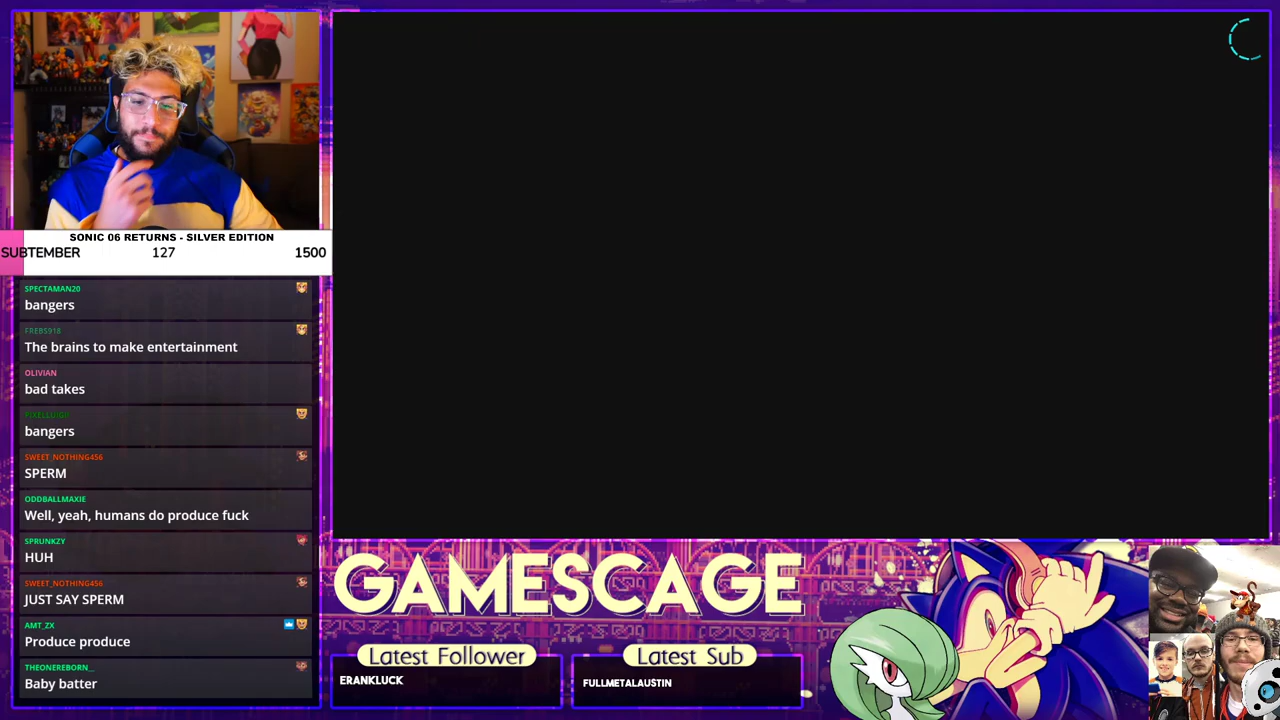 SONIC 06 RETURNS - SILVER EDITION
SUBTEMBER 127 1500
SPECTAMAN20
bangers
FREBS918
The brains to make entertainment
OLIVIAN
bad takes
bangers
SWEET_NOTHING456
SPERM
ODDBALLMAXIE
Well, yeah, humans do produce fuck
SPRUNKZY
HUH
SWEET_NOTHING456
JUST SAY SPERM
AMT_ZX
Produce produce
THEONEREBORN_
Baby batter
GAMESCAGE
Latest Follower
ERANKLUCK
Latest Sub
FULLMETALAUSTIN